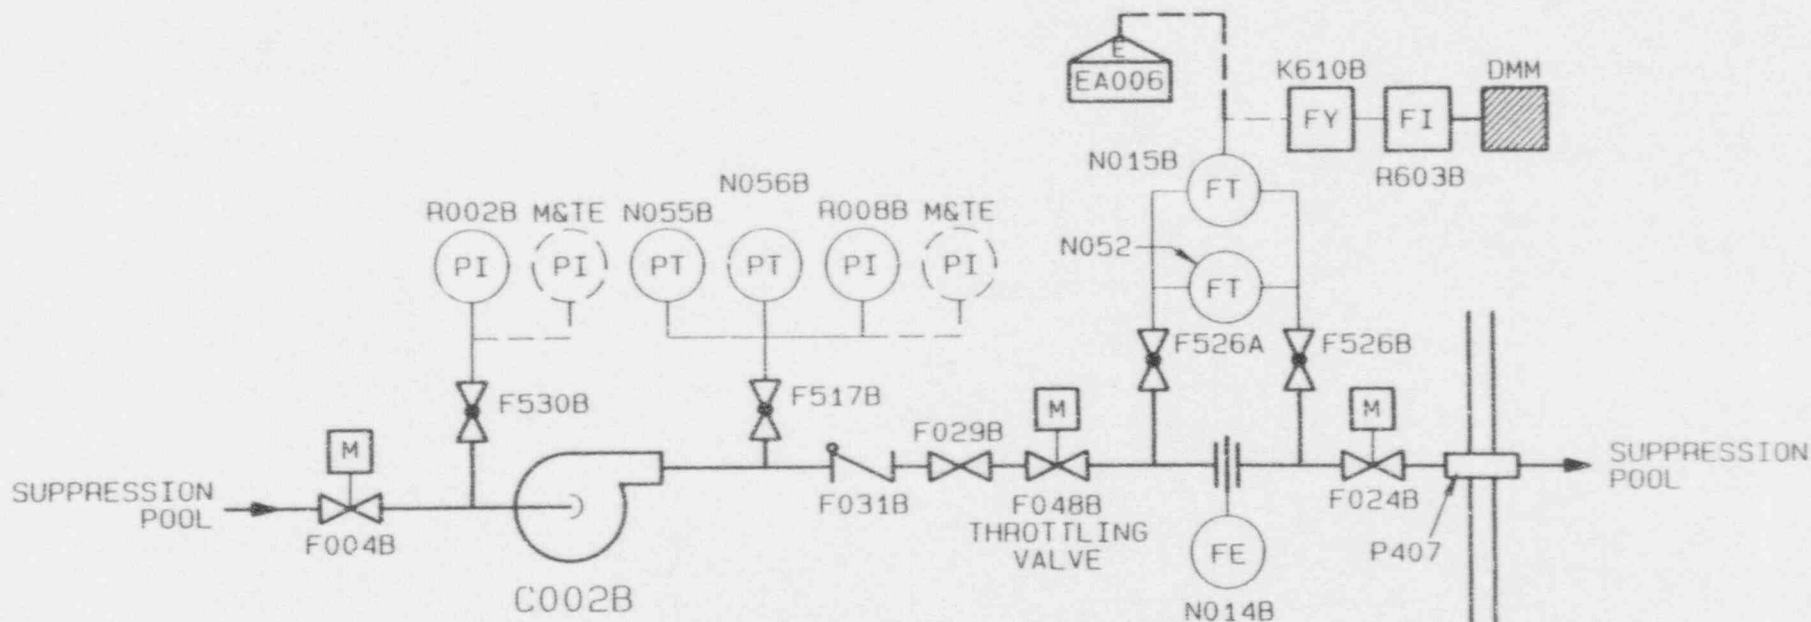 E
EA006
K610B
DMM
FY
FI
R603B
N015B
FT
N052
FT
N056B
R002B
M&TE
N055B
R008B
M&TE
PI
PI
PT
PT
PI
PI
F526A
F526B
F530B
F517B
M
F029B
M
M
SUPPRESSION
POOL
F004B
F031B
F048B
THROTTLING
VALVE
F024B
SUPPRESSION
POOL
P407
FE
N014B
C002B